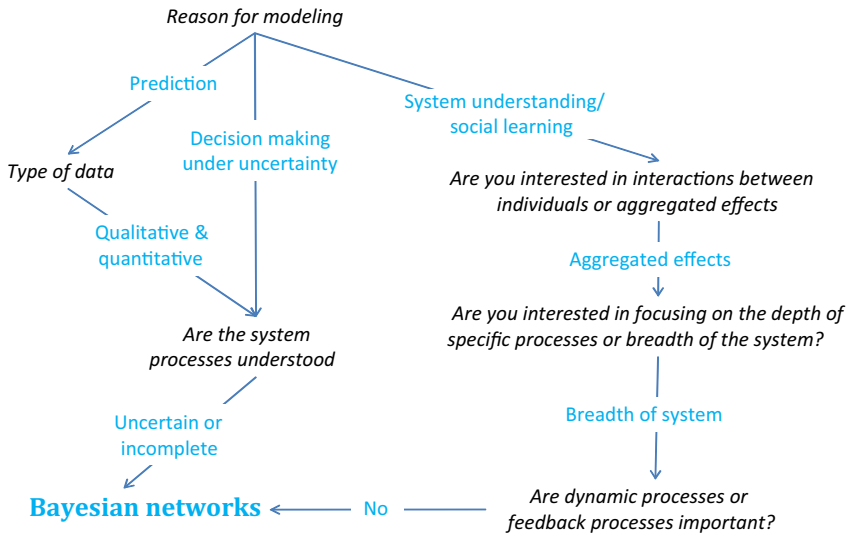 Reason for modeling
Prediction
System understanding/
social learning
Decision making
under uncertainty
Type of data
Are you interested in interactions between
individuals or aggregated effects
Qualitative &
quantitative
Aggregated effects
Are the system
processes understood
Are you interested in focusing on the depth of
specific processes or breadth of the system?
Uncertain or
incomplete
Breadth of system
Bayesian networks
No
Are dynamic processes or
feedback processes important?